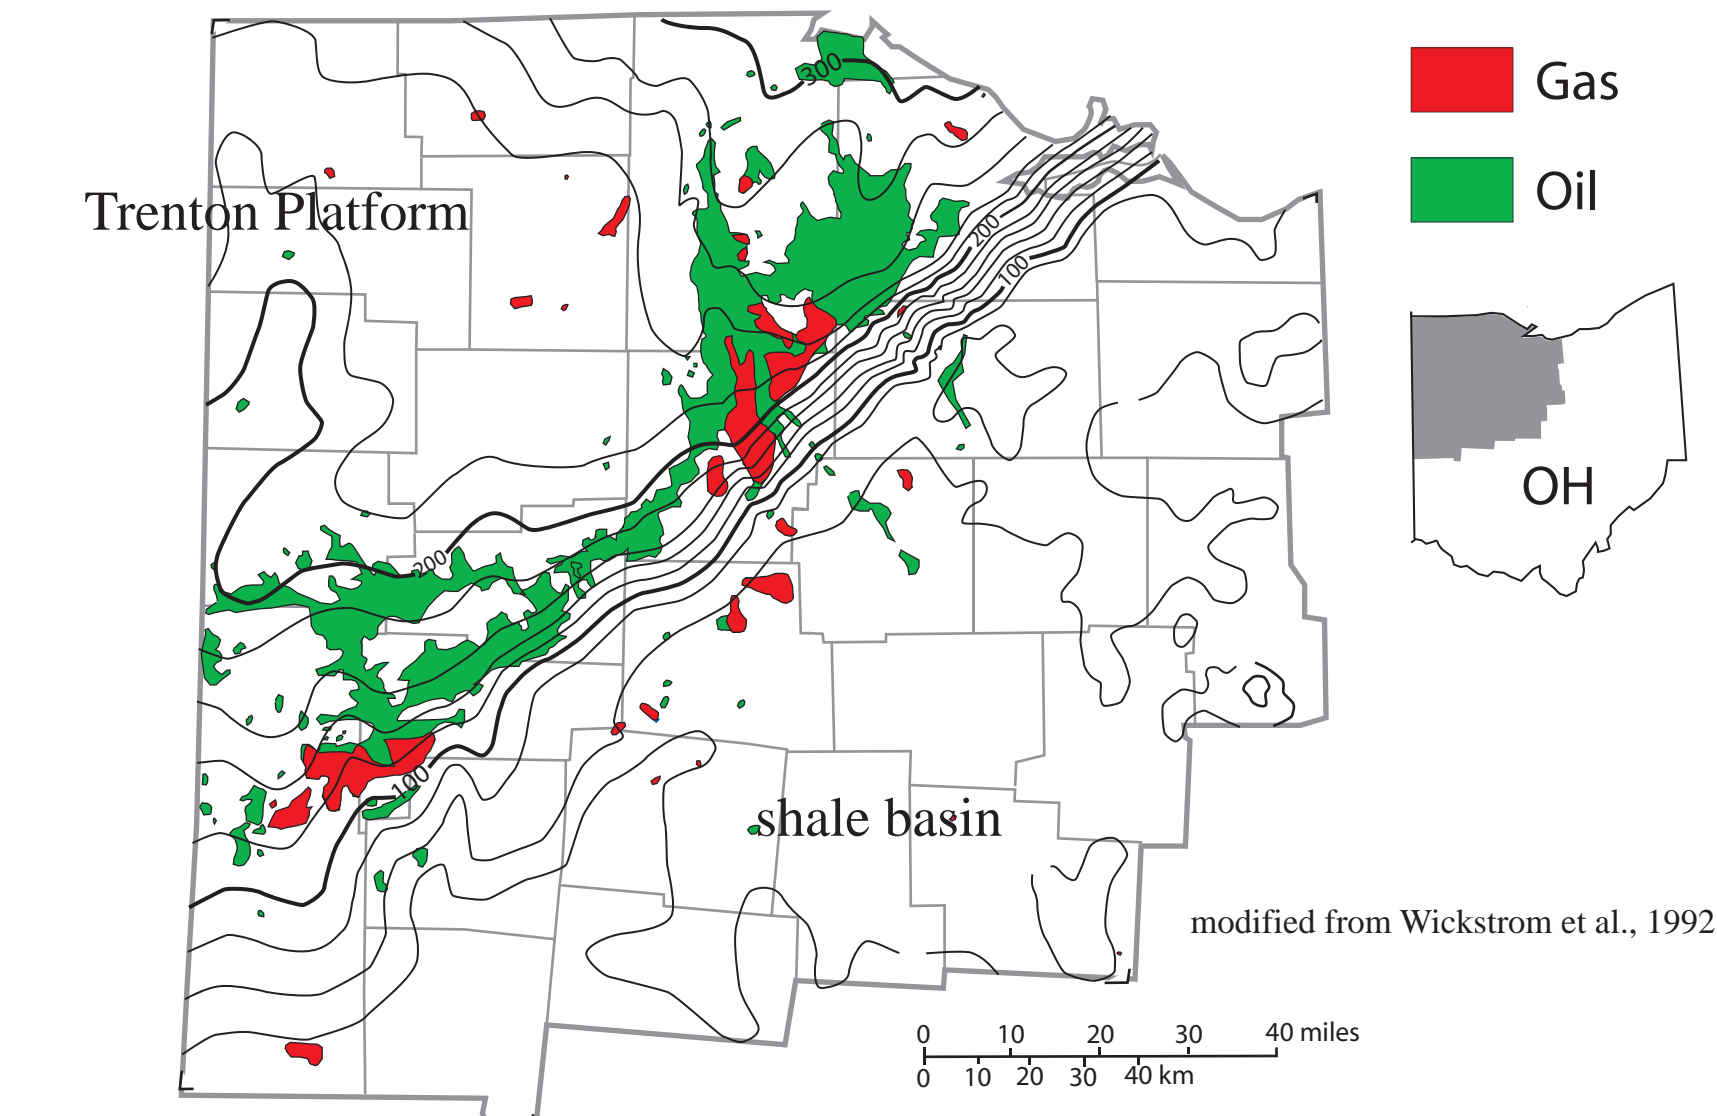 Gas
300
Oil
Trenton Platform
200
100
OH
200
100
shale basin
modified from Wickstrom et al., 1992
0 10 20 30 40 miles
0 10 20 30 40 km